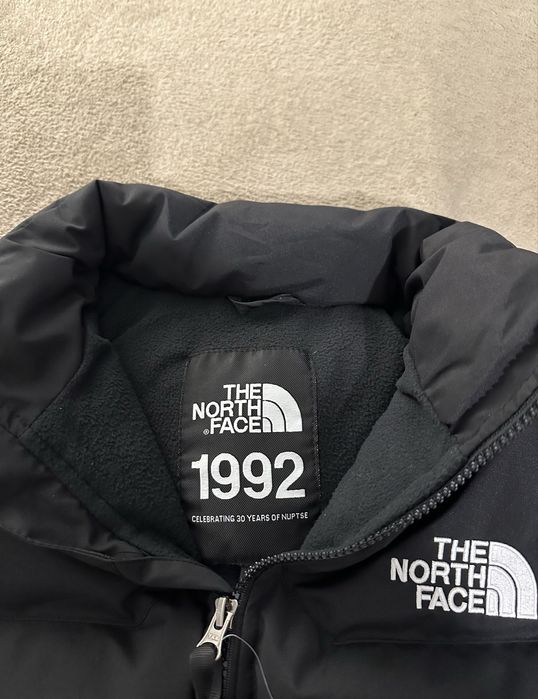 THE
NORTH
®FACE
1992
CELEBRATING 30 YEARS OF NUPTSE
THE
NORTH
FACE